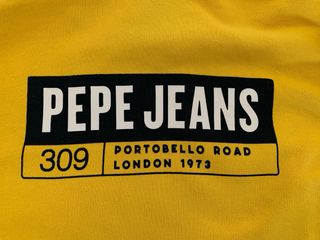 PEPE JEANS
309 PORTOBELLO ROAD
LONDON 1973